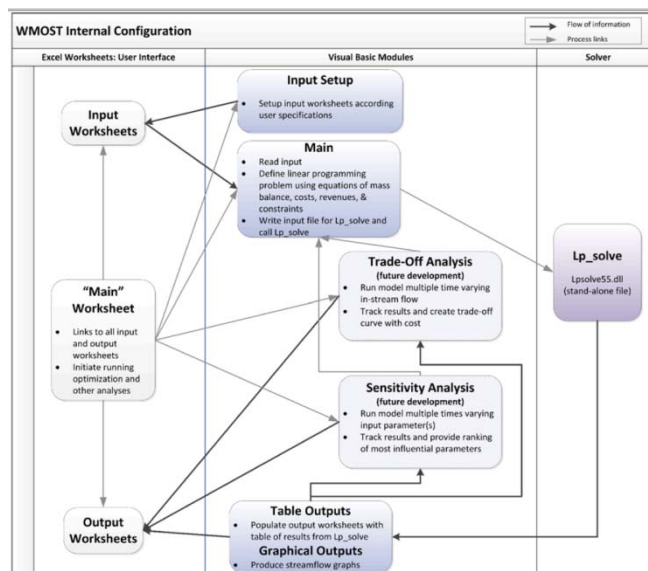 WMOST Internal Configuration
Flow of information
Process links
Excel Worksheets: User Interface
Visual Basic Modules
Solver
Input
Worksheets
Input Setup
• Setup input worksheets according
user specifications
Main
• Read input
• Define linear programming
problem using equations of mass
balance, costs, revenues, &
constraints
• Write input file for Lp_solve and
call Lp_solve
Lp_solve
Lpsolve55.dll
(stand-alone file)
Trade-Off Analysis
(future development)
• Run model multiple time varying
in-stream flow
• Track results and create trade-off
curve with cost
"Main"
Worksheet
• Links to all input
and output
worksheets
• Initiate running
optimization and
other analyses
Sensitivity Analysis
(future development)
• Run model multiple times varying
input parameter(s)
• Track results and provide ranking
of most influential parameters
Output
Worksheets
Table Outputs
• Populate output worksheets with
table of results from Lp_solve
Graphical Outputs
• Produce streamflow graphs